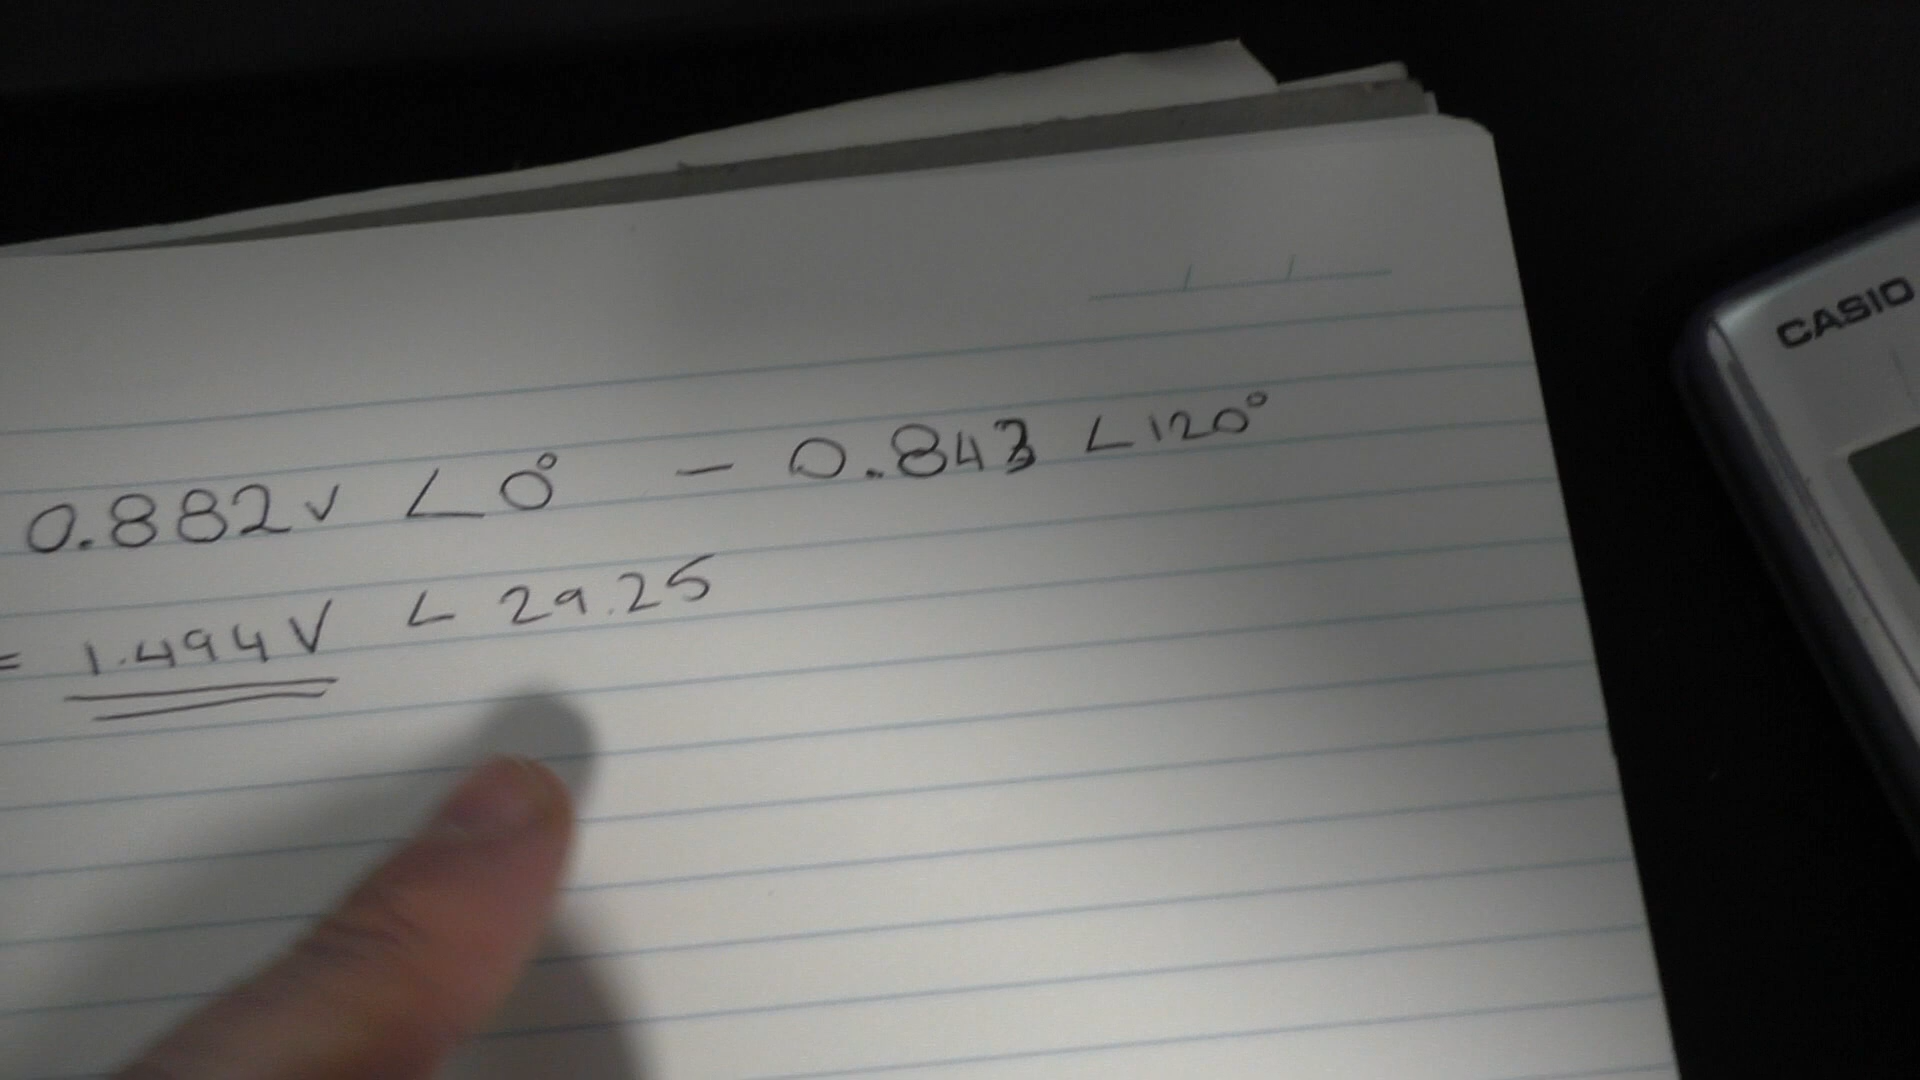 0.882v ∠0° - 0.843 ∠120°
= 1.494V ∠ 29.25
CASIO